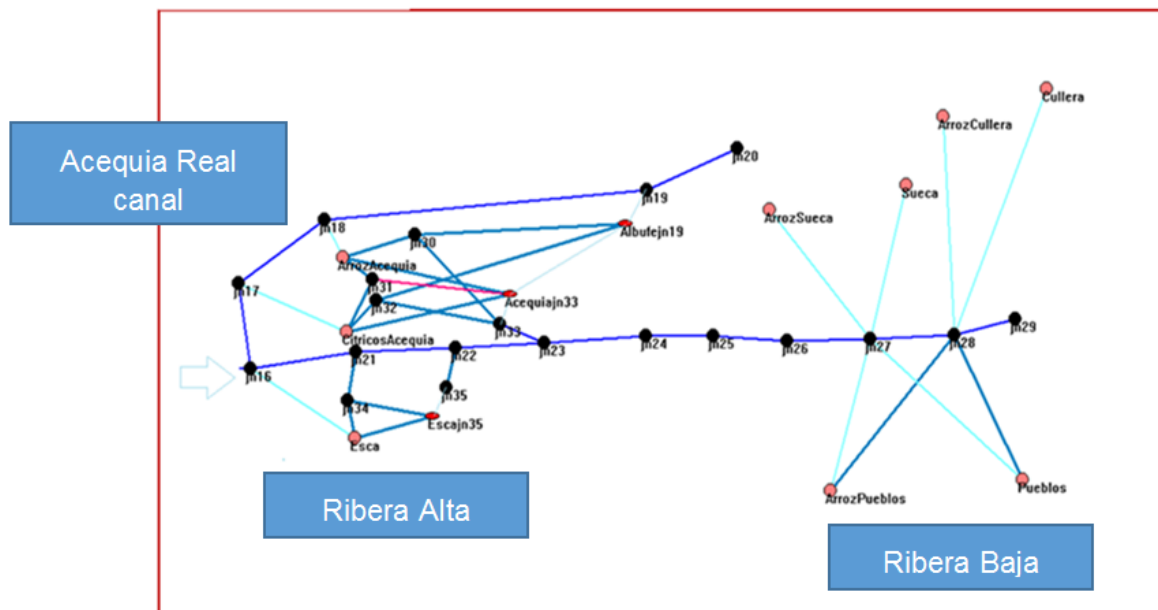 Cullera
ArrozCullera
Acequia Real
canal
jn20
jn19
Sueca
ArrozSueca
jn18
jn30
Albufejn19
ArrozAcequia
jn17
jn31
jn32
Acequiajn33
CitricosAcequia
jn33
jn29
jn16
jn21
jn22
jn23
jn24
jn25
jn26
jn27
jn28
jn35
jn34
Escajn35
Esca
Pueblos
ArrozPueblos
Ribera Alta
Ribera Baja